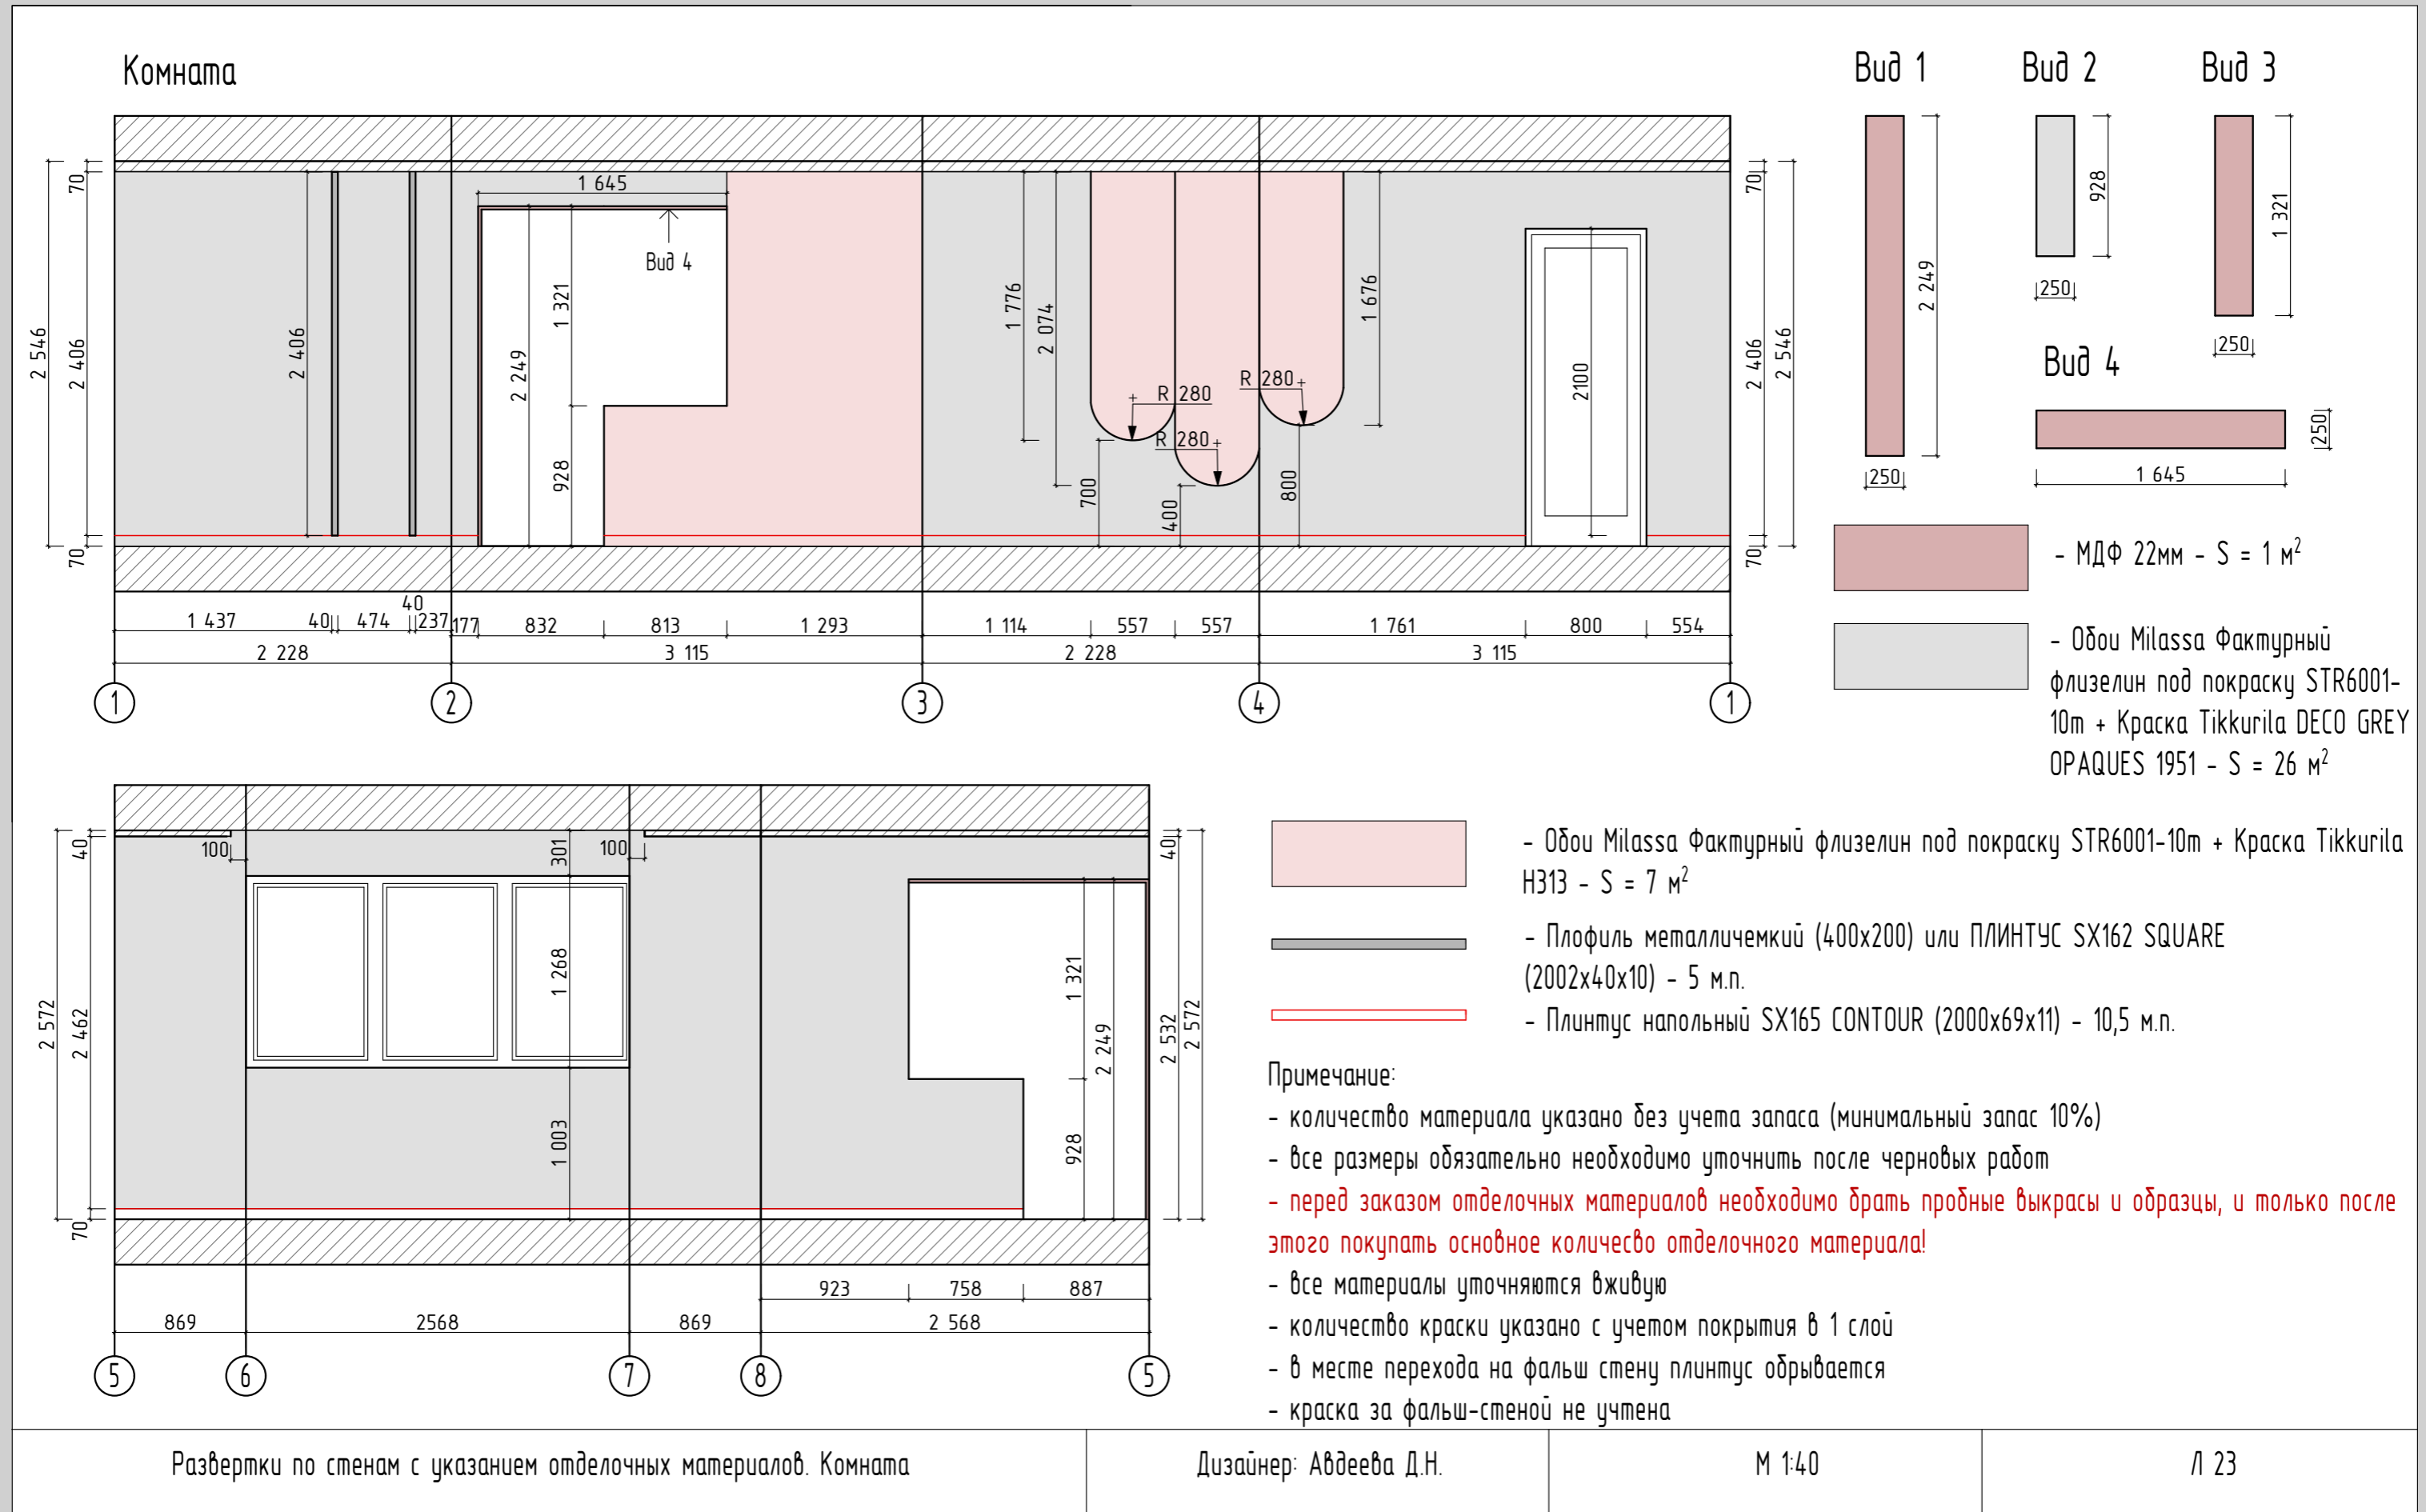 Комната
Вид 1
Вид 2
Вид 3
1 645
Вид 4
70
2 406
2 546
70
2 406
2 249
1 321
928
1 776
2 074
1 676
R 280
R 280
R 280
700
400
800
2100
70
2 406
2 546
70
1 437
40
474
40
237
177
832
813
1 293
1 114
557
557
1 761
800
554
2 228
3 115
2 228
3 115
1
2
3
4
1
2 249
250
928
250
1 321
250
Вид 4
250
1 645
- МДФ 22мм - S = 1 м²
- Обои Milassa Фактурный
флизелин под покраску STR6001-
10m + Краска Tikkurila DECO GREY
OPAQUES 1951 - S = 26 м²
40
2 572
2 462
70
100
301
100
1 268
1 003
1 321
2 249
928
40
2 532
2 572
923
758
887
869
2568
869
2 568
5
6
7
8
5
- Обои Milassa Фактурный флизелин под покраску STR6001-10m + Краска Tikkurila
H313 - S = 7 м²
- Плофиль металличемкий (400х200) или ПЛИНТУС SX162 SQUARE
(2002х40х10) - 5 м.п.
- Плинтус напольный SX165 CONTOUR (2000х69х11) - 10,5 м.п.
Примечание:
- количество материала указано без учета запаса (минимальный запас 10%)
- все размеры обязательно необходимо уточнить после черновых работ
- перед заказом отделочных материалов необходимо брать пробные выкрасы и образцы, и только после
этого покупать основное количесво отделочного материала!
- все материалы уточняются вживую
- количество краски указано с учетом покрытия в 1 слой
- в месте перехода на фальш стену плинтус обрывается
- краска за фальш-стеной не учтена
Развертки по стенам с указанием отделочных материалов. Комната
Дизайнер: Авдеева Д.Н.
М 1:40
Л 23